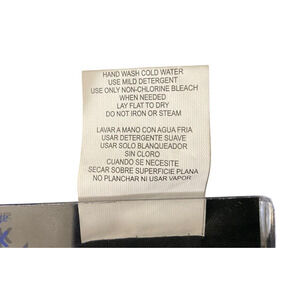 HAND WASH COLD WATER
USE MILD DETERGENT
USE ONLY NON-CHLORINE BLEACH
WHEN NEEDED
LAY FLAT TO DRY
DO NOT IRON OR STEAM
LAVAR A MANO CON AGUA FRIA
USAR DETERGENTE SUAVE
USAR SOLO BLANQUEADOR
SIN CLORO
CUANDO SE NECESITE
SECAR SOBRE SUPERFICIE PLANA
NO PLANCHAR NI USAR VAPOR